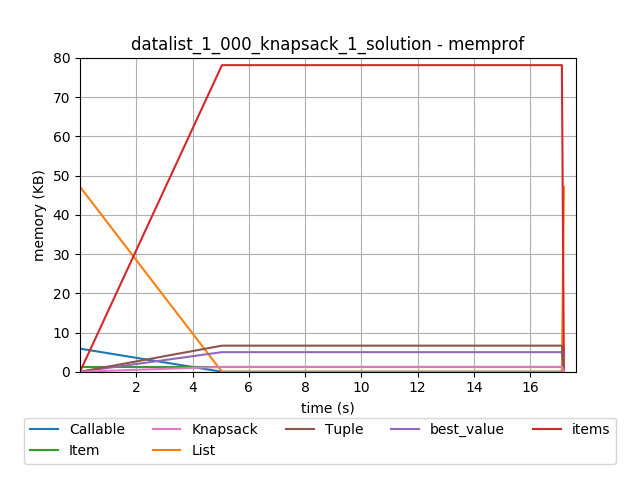 datalist_1_000_knapsack_1_solution - memprof
80
70
60
50
40
30
20
10
0
memory (KB)
2 4 6 8 10 12 14 16
time (s)
Callable Knapsack Tuple best_value items
Item List